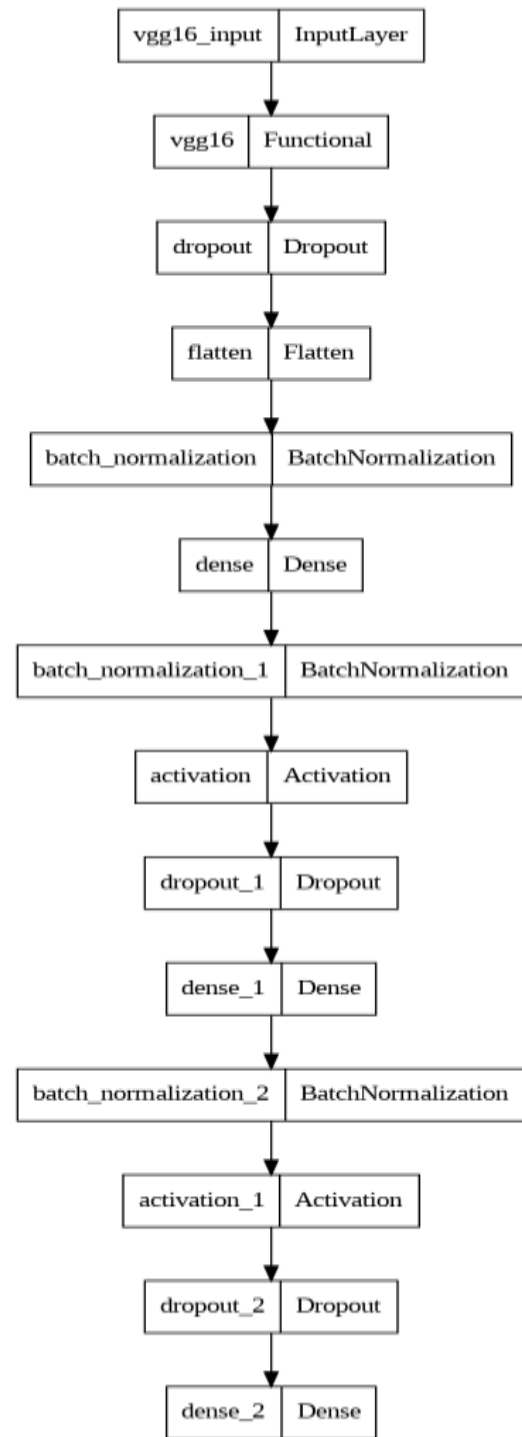 vgg16_input InputLayer
vgg16 Functional
dropout Dropout
flatten Flatten
batch_normalization BatchNormalization
dense Dense
batch_normalization_1 BatchNormalization
activation Activation
dropout_1 Dropout
dense_1 Dense
batch_normalization_2 BatchNormalization
activation_1 Activation
dropout_2 Dropout
dense_2 Dense